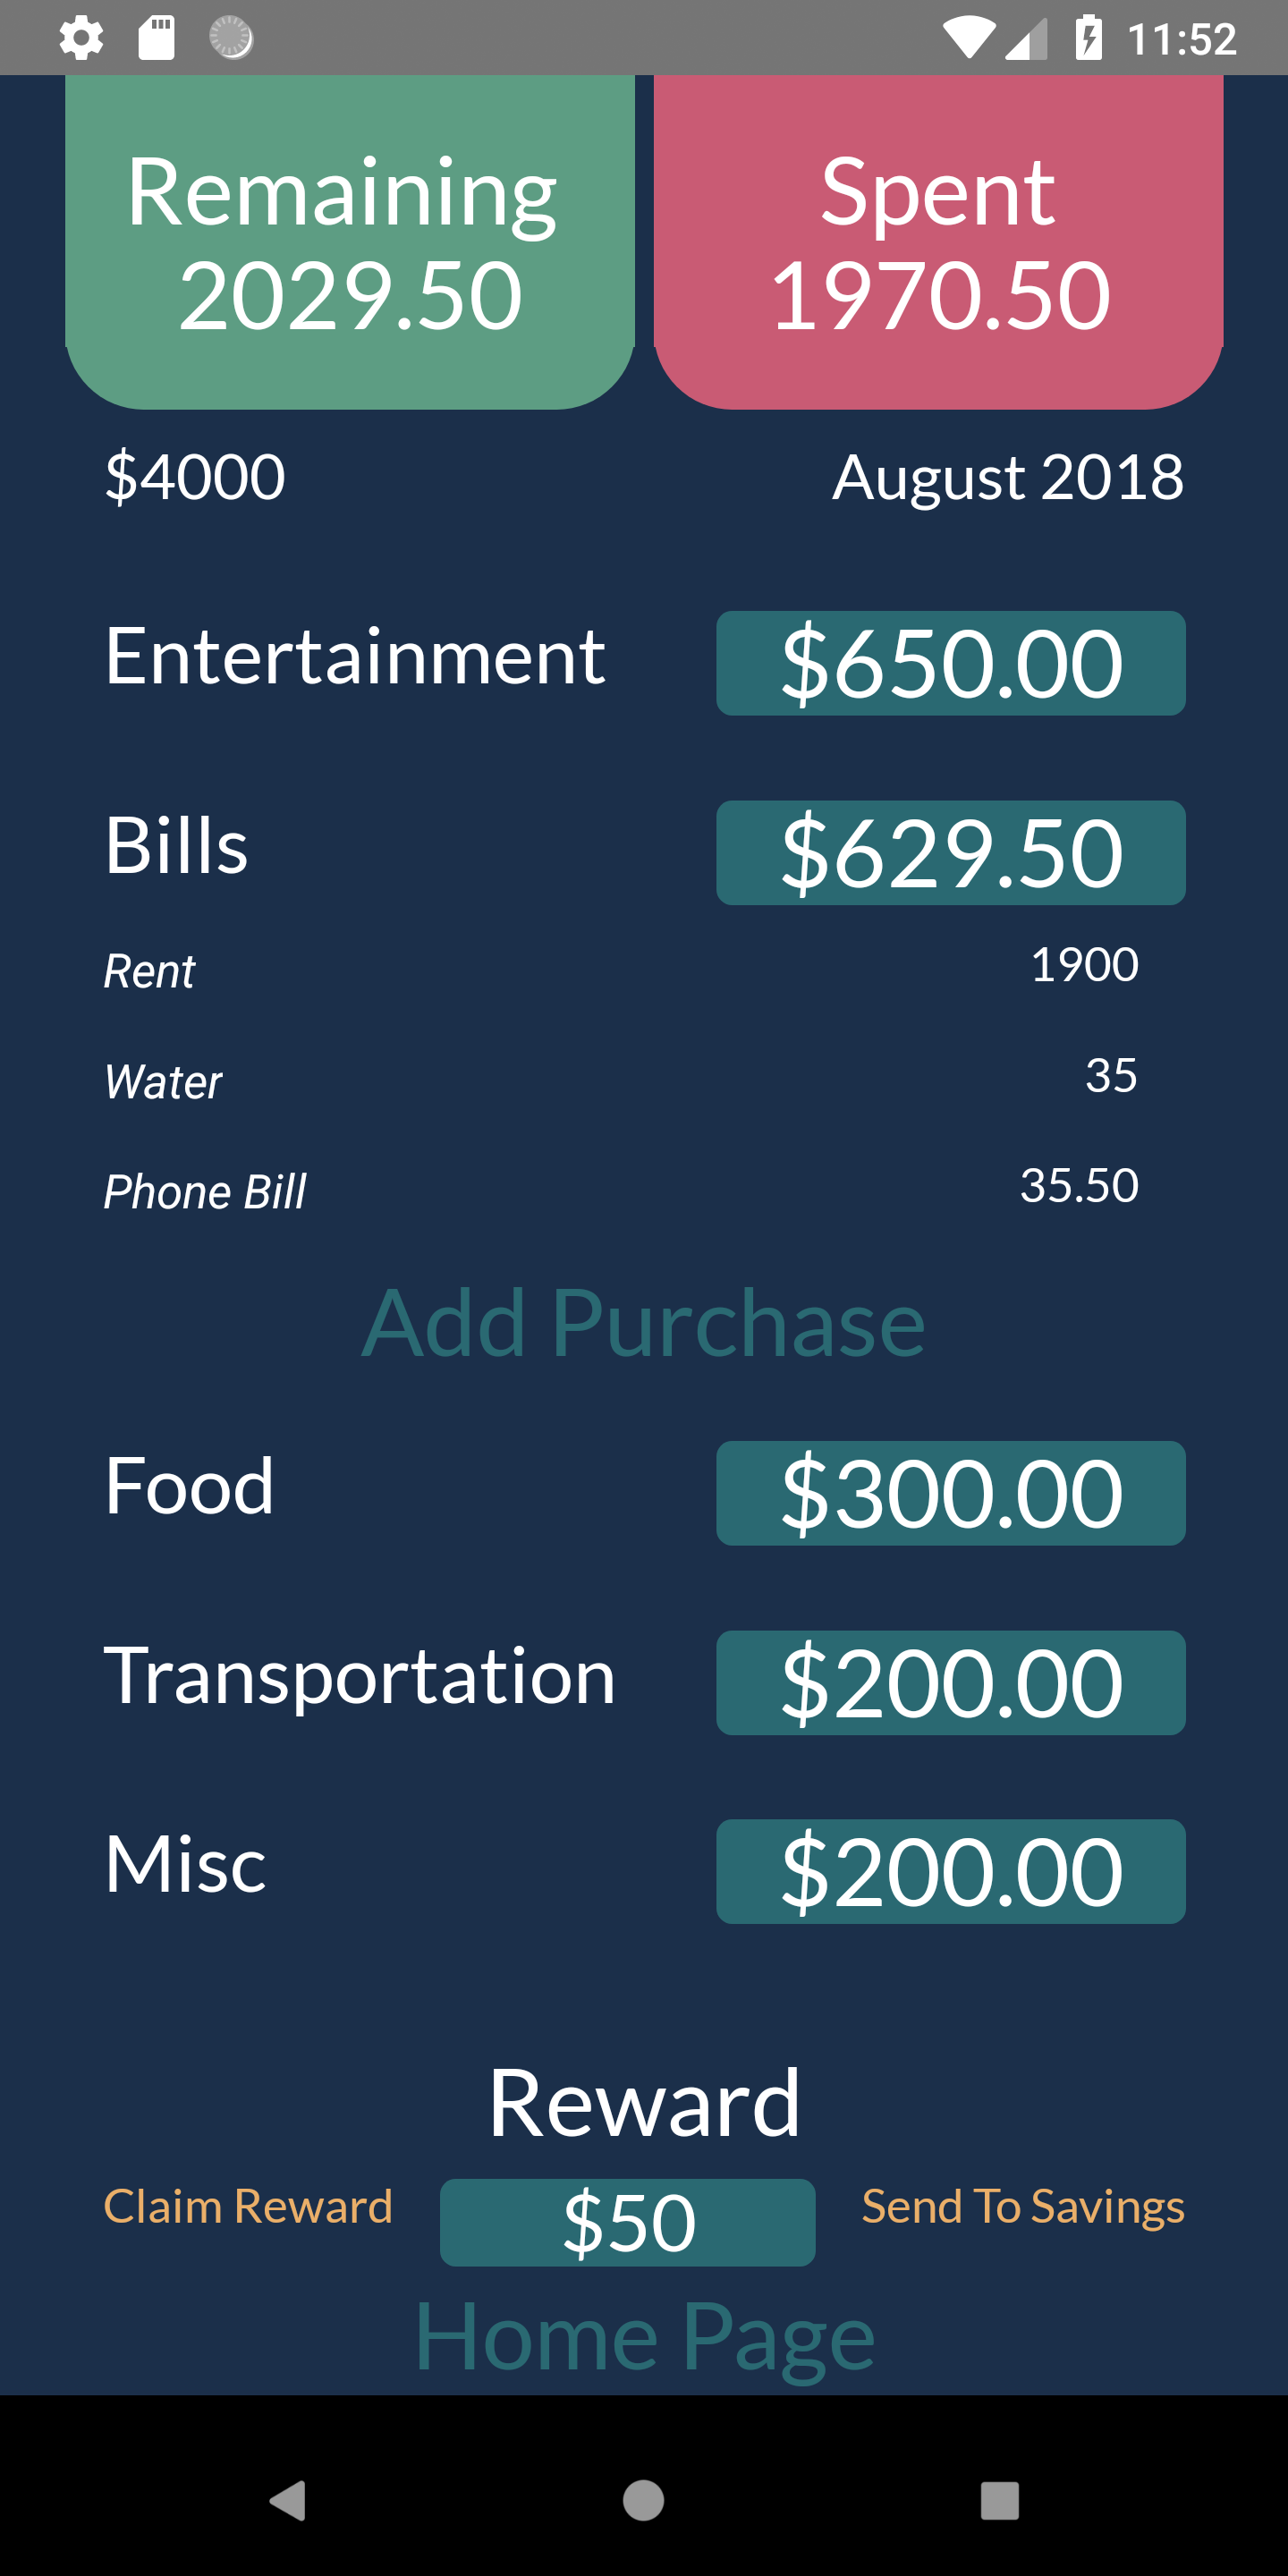 11:52
Remaining
2029.50
Spent
1970.50
$4000 August 2018
Entertainment $650.00
Bills $629.50
Rent 1900
Water 35
Phone Bill 35.50
Add Purchase
Food $300.00
Transportation $200.00
Misc $200.00
Reward
Claim Reward $50 Send To Savings
Home Page